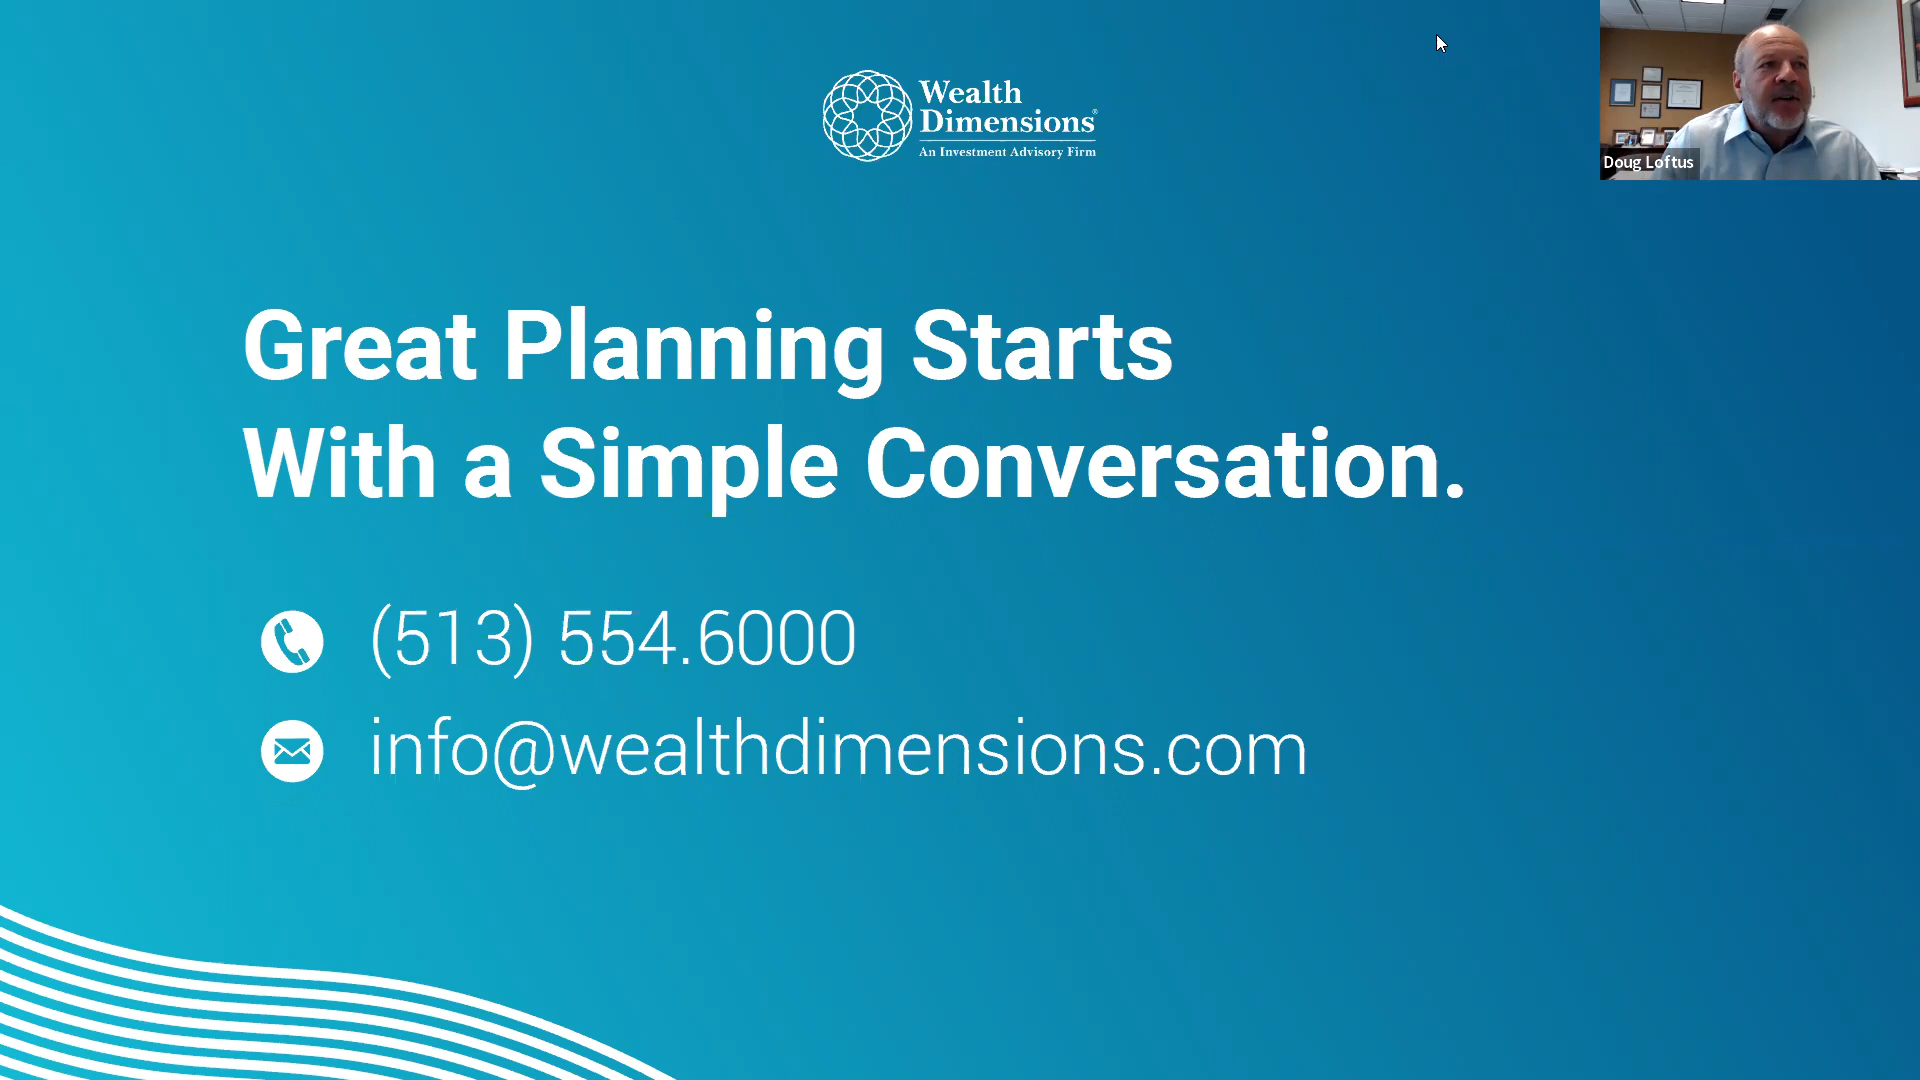 Wealth
Dimensions®
An Investment Advisory Firm
Doug Loftus
Great Planning Starts
With a Simple Conversation.
(513) 554.6000
info@wealthdimensions.com